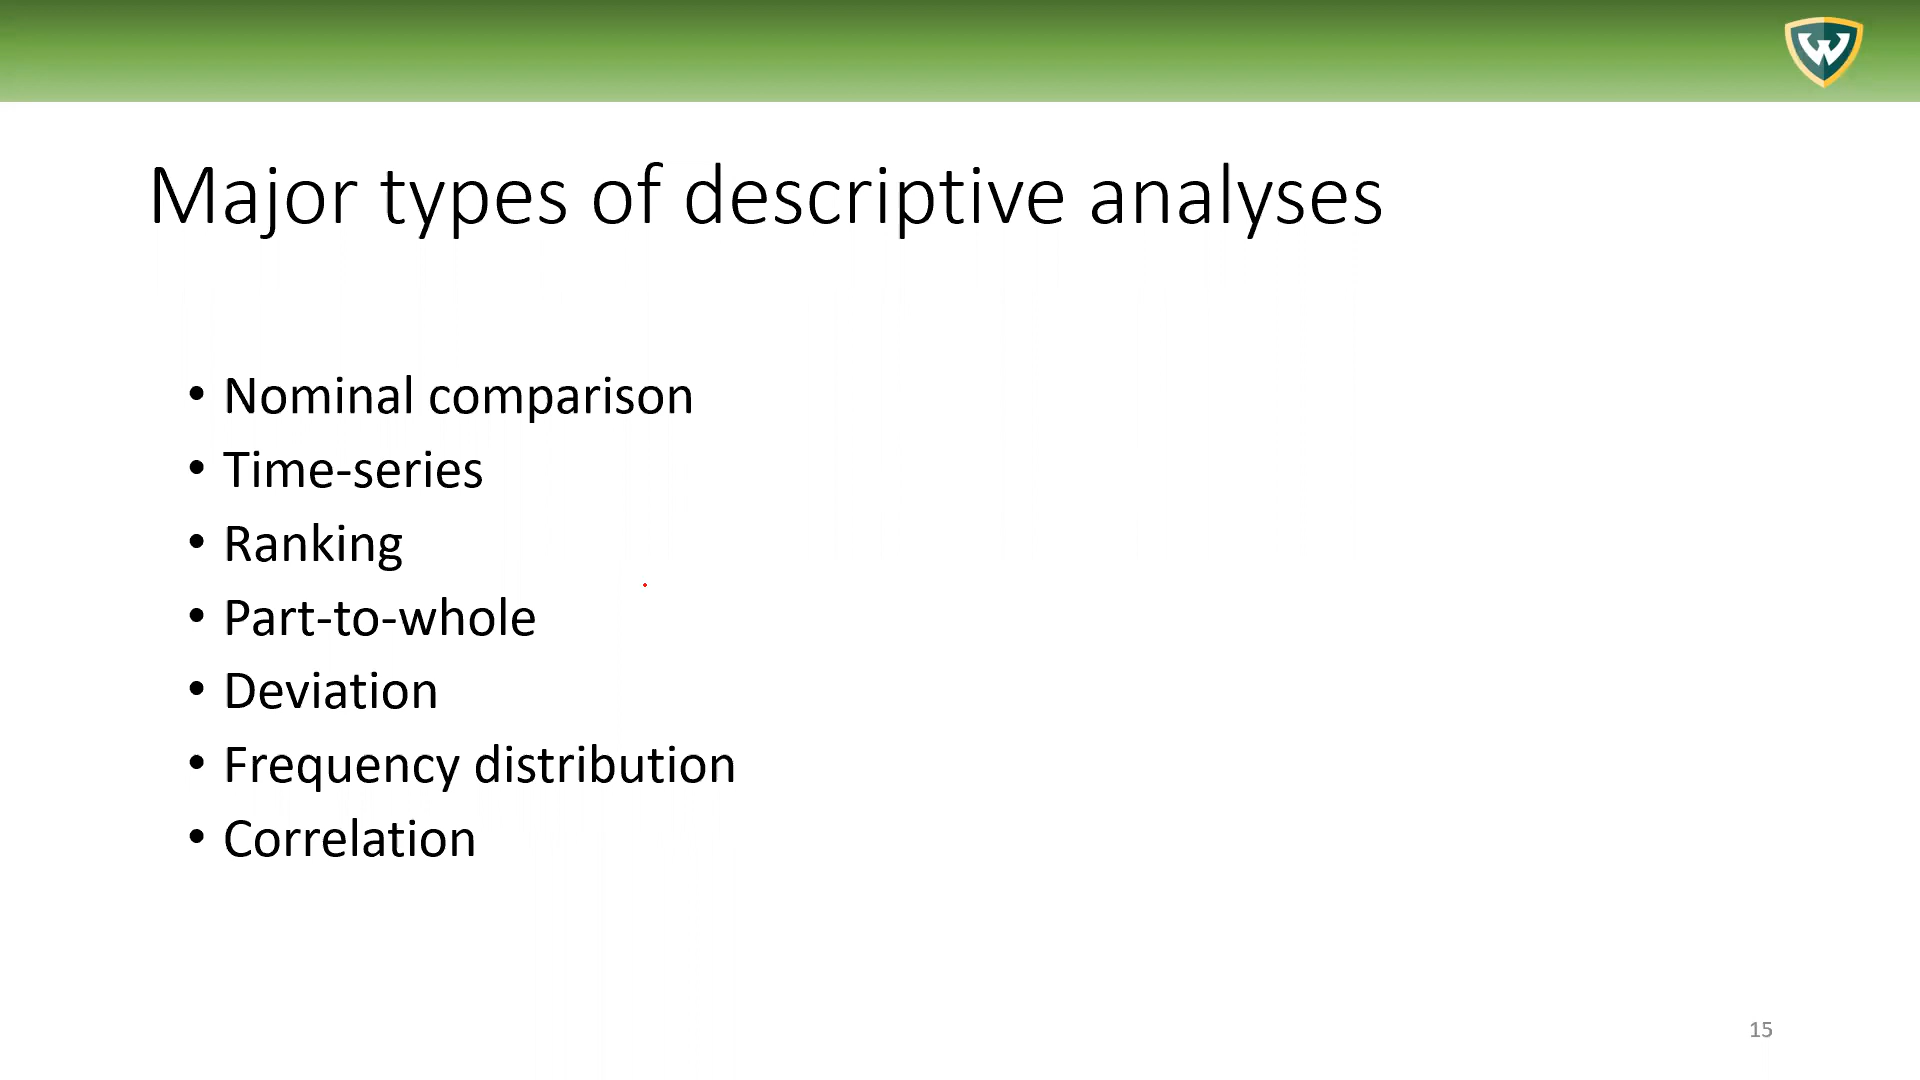 W
Major types of descriptive analyses
• Nominal comparison
• Time-series
• Ranking
• Part-to-whole
• Deviation
• Frequency distribution
• Correlation
15